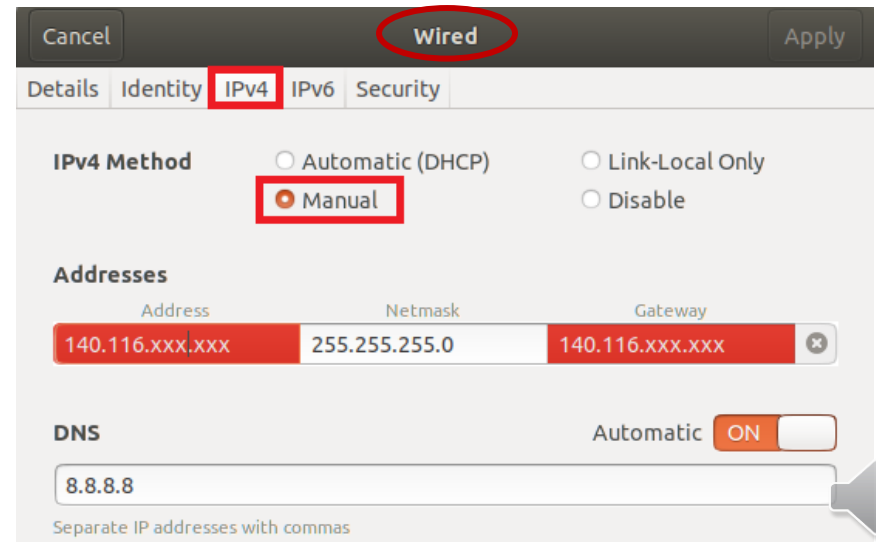 Cancel Wired Apply
Details Identity IPv4 IPv6 Security
IPv4 Method Automatic (DHCP) Link-Local Only
Manual Disable
Addresses
Address Netmask Gateway
140.116.xxx.xxx 255.255.255.0 140.116.xxx.xxx
DNS Automatic ON
8.8.8.8
Separate IP addresses with commas